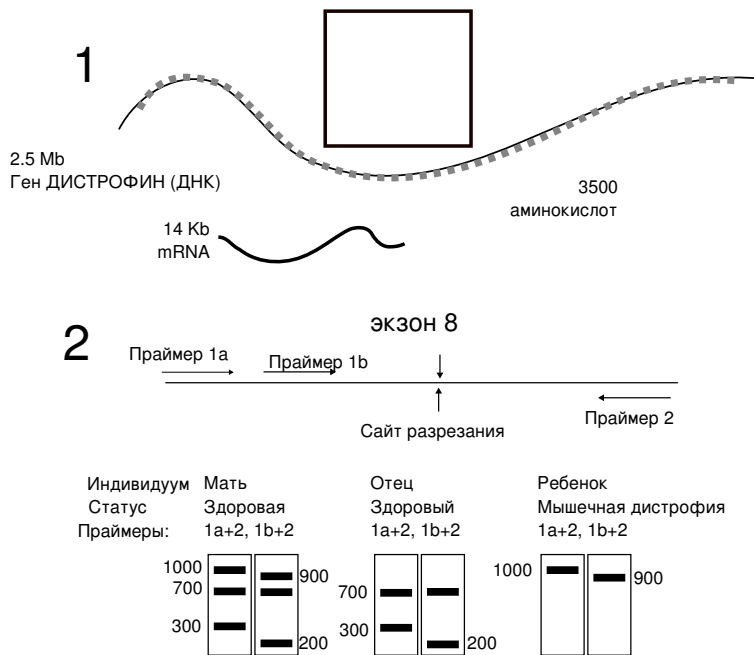 1
2.5 Mb
Ген ДИСТРОФИН (ДНК)
3500
аминокислот
14 Kb
mRNA
2
экзон 8
Праймер 1a
Праймер 1b
Праймер 2
Сайт разрезания
Индивидуум Мать Отец Ребенок
Статус Здоровая Здоровый Мышечная дистрофия
Праймеры: 1a+2, 1b+2 1a+2, 1b+2 1a+2, 1b+2
1000 900 1000 900
700 700
300 200 300 200